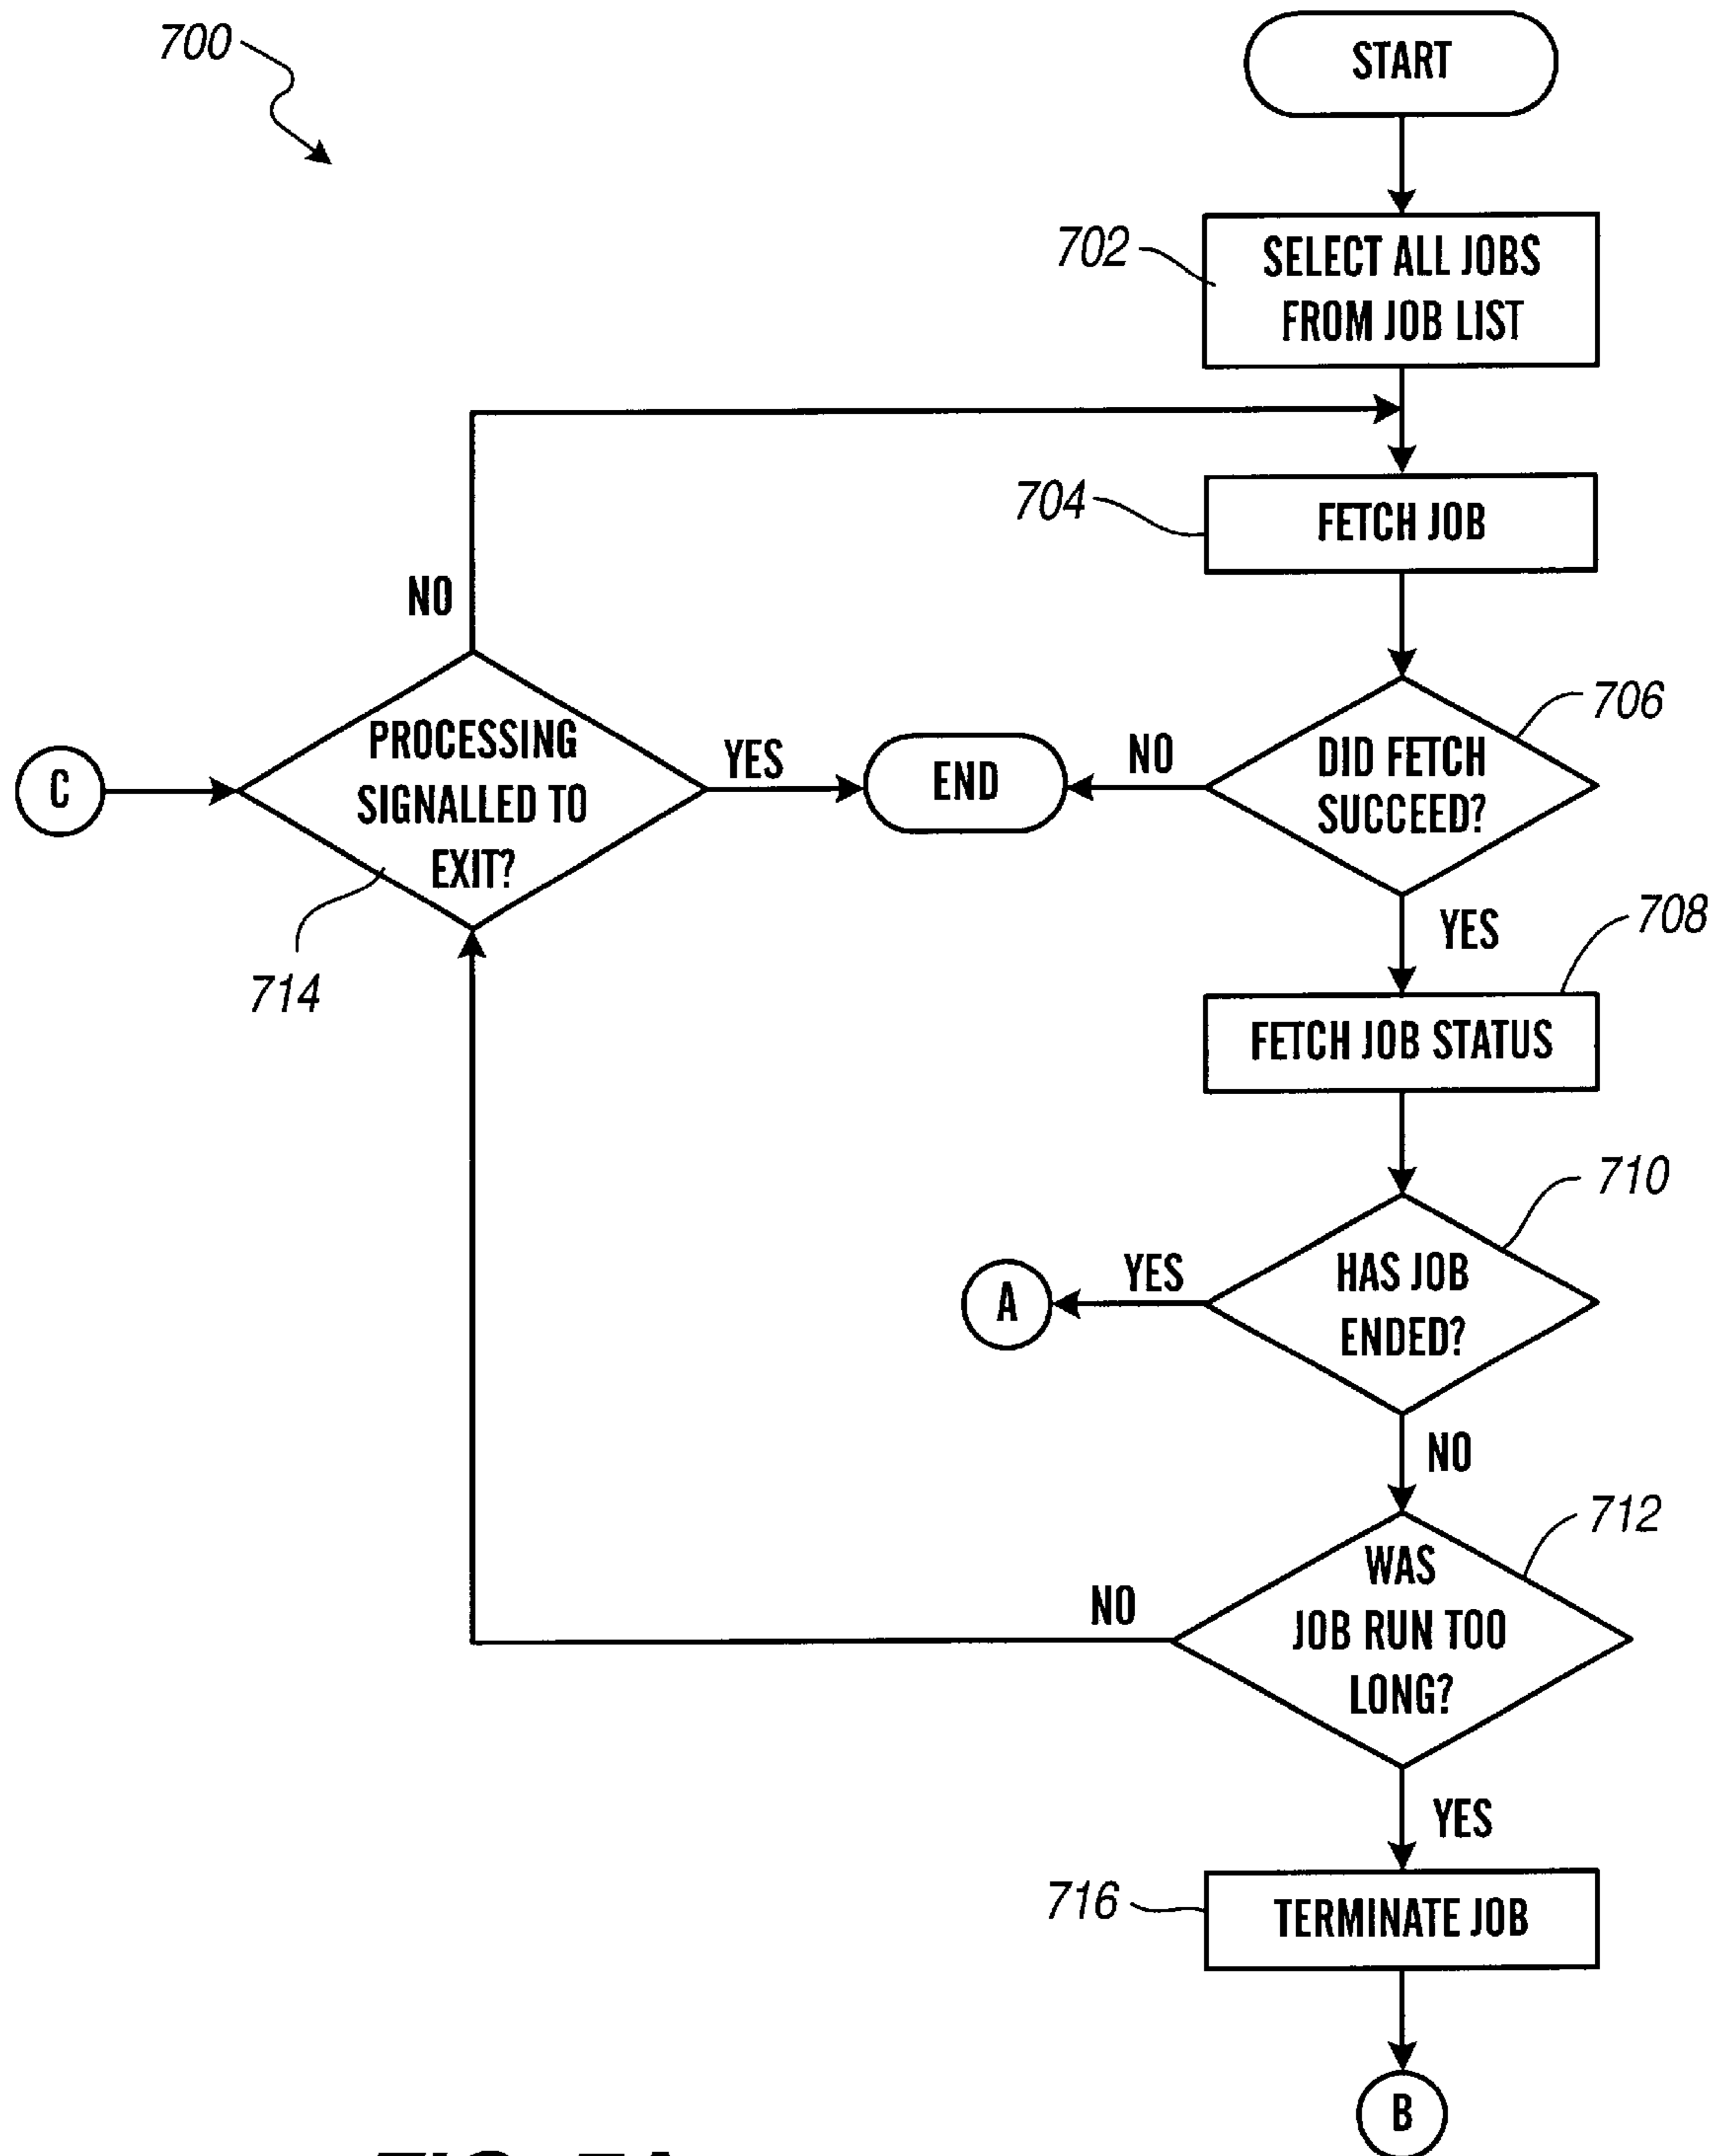 700
START
702
SELECT ALL JOBS
FROM JOB LIST
704
FETCH JOB
NO
706
DID FETCH
SUCCEED?
NO
END
YES
PROCESSING
SIGNALLED TO
EXIT?
C
714
YES
708
FETCH JOB STATUS
710
HAS JOB
ENDED?
YES
A
NO
712
WAS
JOB RUN TOO
LONG?
NO
YES
716
TERMINATE JOB
B